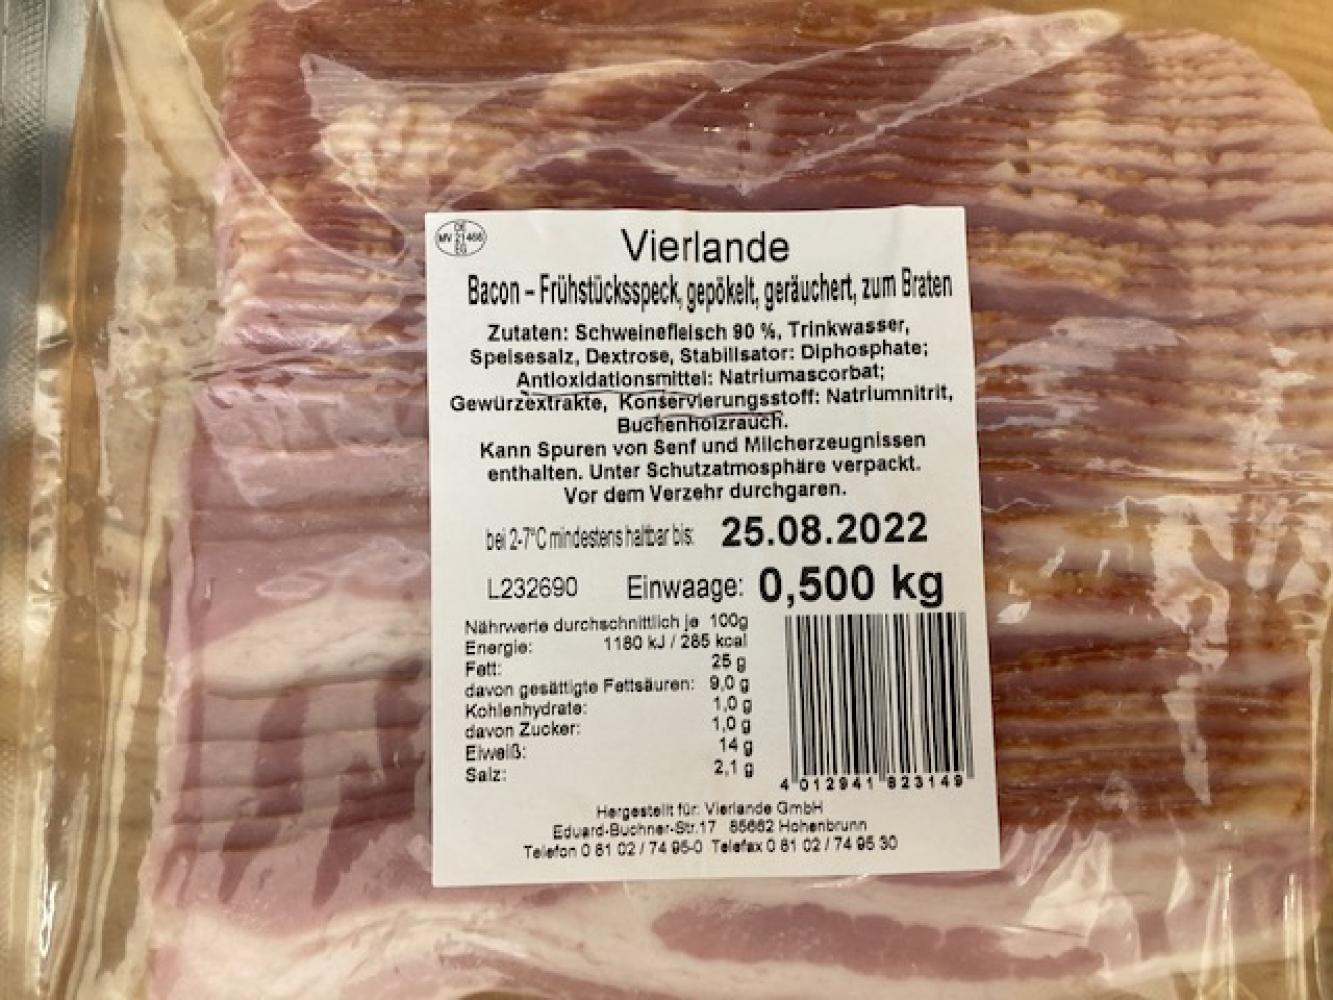 DE
MV 21466
EG
Vierlande
Bacon – Frühstücksspeck, gepökelt, geräuchert, zum Braten
Zutaten: Schweinefleisch 90 %, Trinkwasser,
Speisesalz, Dextrose, Stabilisator: Diphosphate;
Antioxidationsmittel: Natriumascorbat;
Gewürzextrakte, Konservierungsstoff: Natriumnitrit,
Buchenholzrauch.
Kann Spuren von Senf und Milcherzeugnissen
enthalten. Unter Schutzatmosphäre verpackt.
Vor dem Verzehr durchgaren.
bei 2-7°C mindestens haltbar bis: 25.08.2022
L232690 Einwaage: 0,500 kg
Nährwerte durchschnittlich je 100g
Energie: 1180 kJ / 285 kcal
Fett: 25 g
davon gesättigte Fettsäuren: 9,0 g
Kohlenhydrate: 1,0 g
davon Zucker: 1,0 g
Eiweiß: 14 g
Salz: 2,1 g
4 012941 823149
Hergestellt für: Vierlande GmbH
Eduard-Buchner-Str.17 85662 Hohenbrunn
Telefon 0 81 02 / 74 95-0 Telefax 0 81 02 / 74 95 30